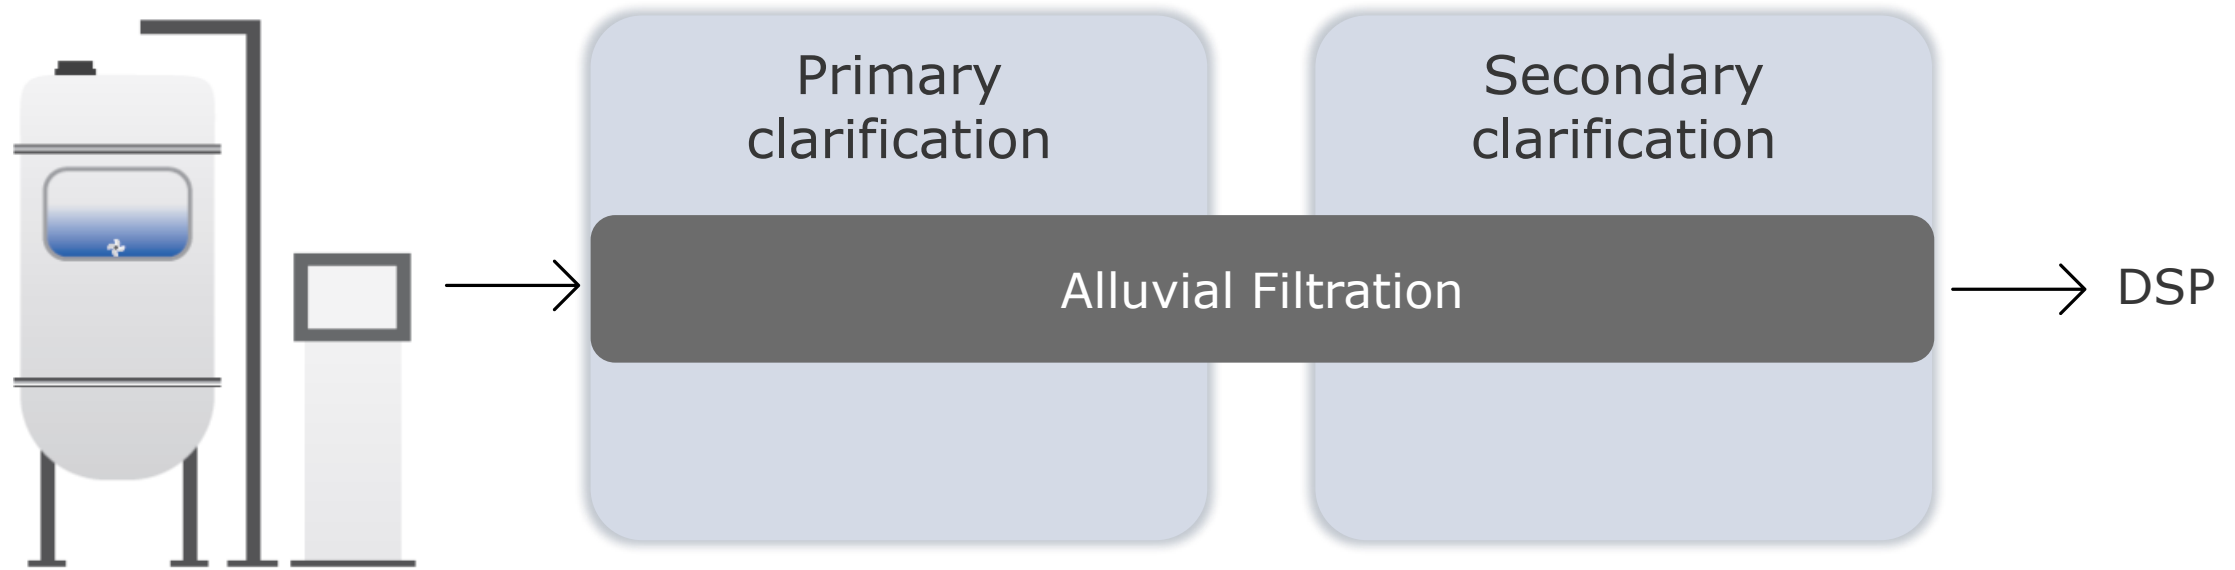 Primary
clarification
Secondary
clarification
Alluvial Filtration
DSP